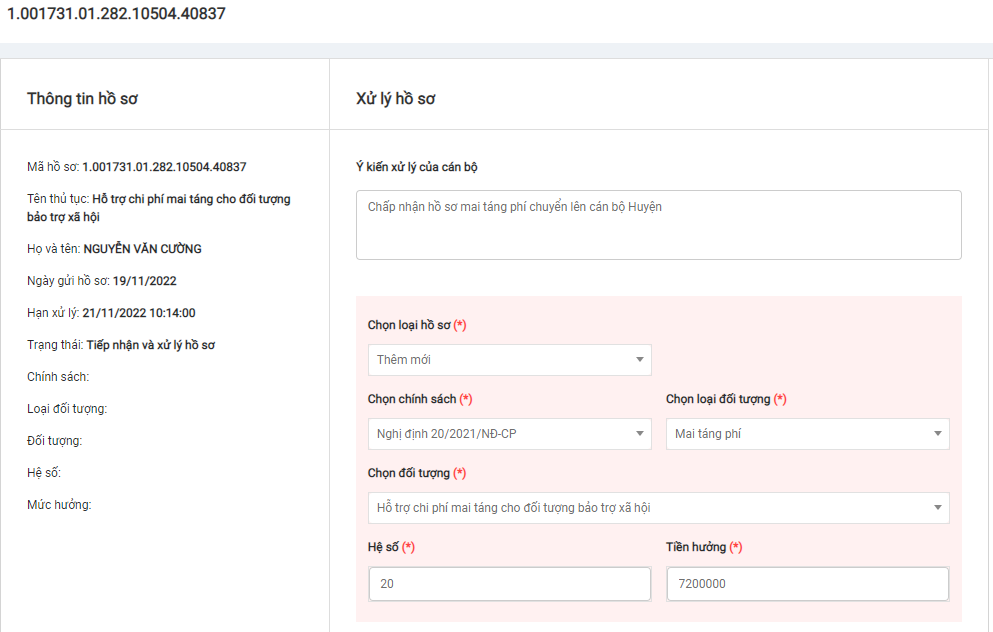 1.001731.01.282.10504.40837
Thông tin hồ sơ
Mã hồ sơ: 1.001731.01.282.10504.40837
Tên thủ tục: Hỗ trợ chi phí mai táng cho đối tượng
bảo trợ xã hội
Họ và tên: NGUYỄN VĂN CƯỜNG
Ngày gửi hồ sơ: 19/11/2022
Hạn xử lý: 21/11/2022 10:14:00
Trạng thái: Tiếp nhận và xử lý hồ sơ
Chính sách:
Loại đối tượng:
Đối tượng:
Hệ số:
Mức hưởng:
Xử lý hồ sơ
Ý kiến xử lý của cán bộ
Chấp nhận hồ sơ mai táng phí chuyển lên cán bộ Huyện
Chọn loại hồ sơ (*)
Thêm mới
Chọn chính sách (*) Chọn loại đối tượng (*)
Nghị định 20/2021/NĐ-CP Mai táng phí
Chọn đối tượng (*)
Hỗ trợ chi phí mai táng cho đối tượng bảo trợ xã hội
Hệ số (*) Tiền hưởng (*)
20 7200000